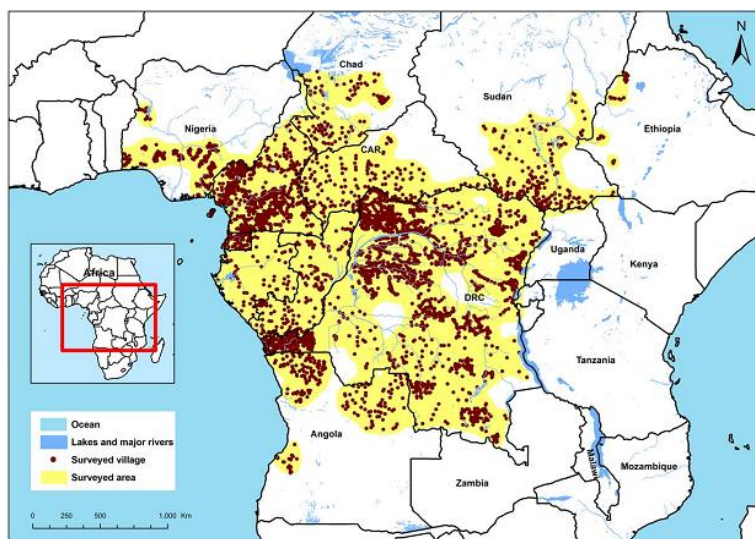 N
Chad
Sudan
Nigeria
Ethiopia
CAR
Uganda
Kenya
Africa
DRC
Tanzania
Ocean
Lakes and major rivers
Surveyed village
Surveyed area
Angola
Malawi
Mozambique
Zambia
0 250 500 1,000 Km